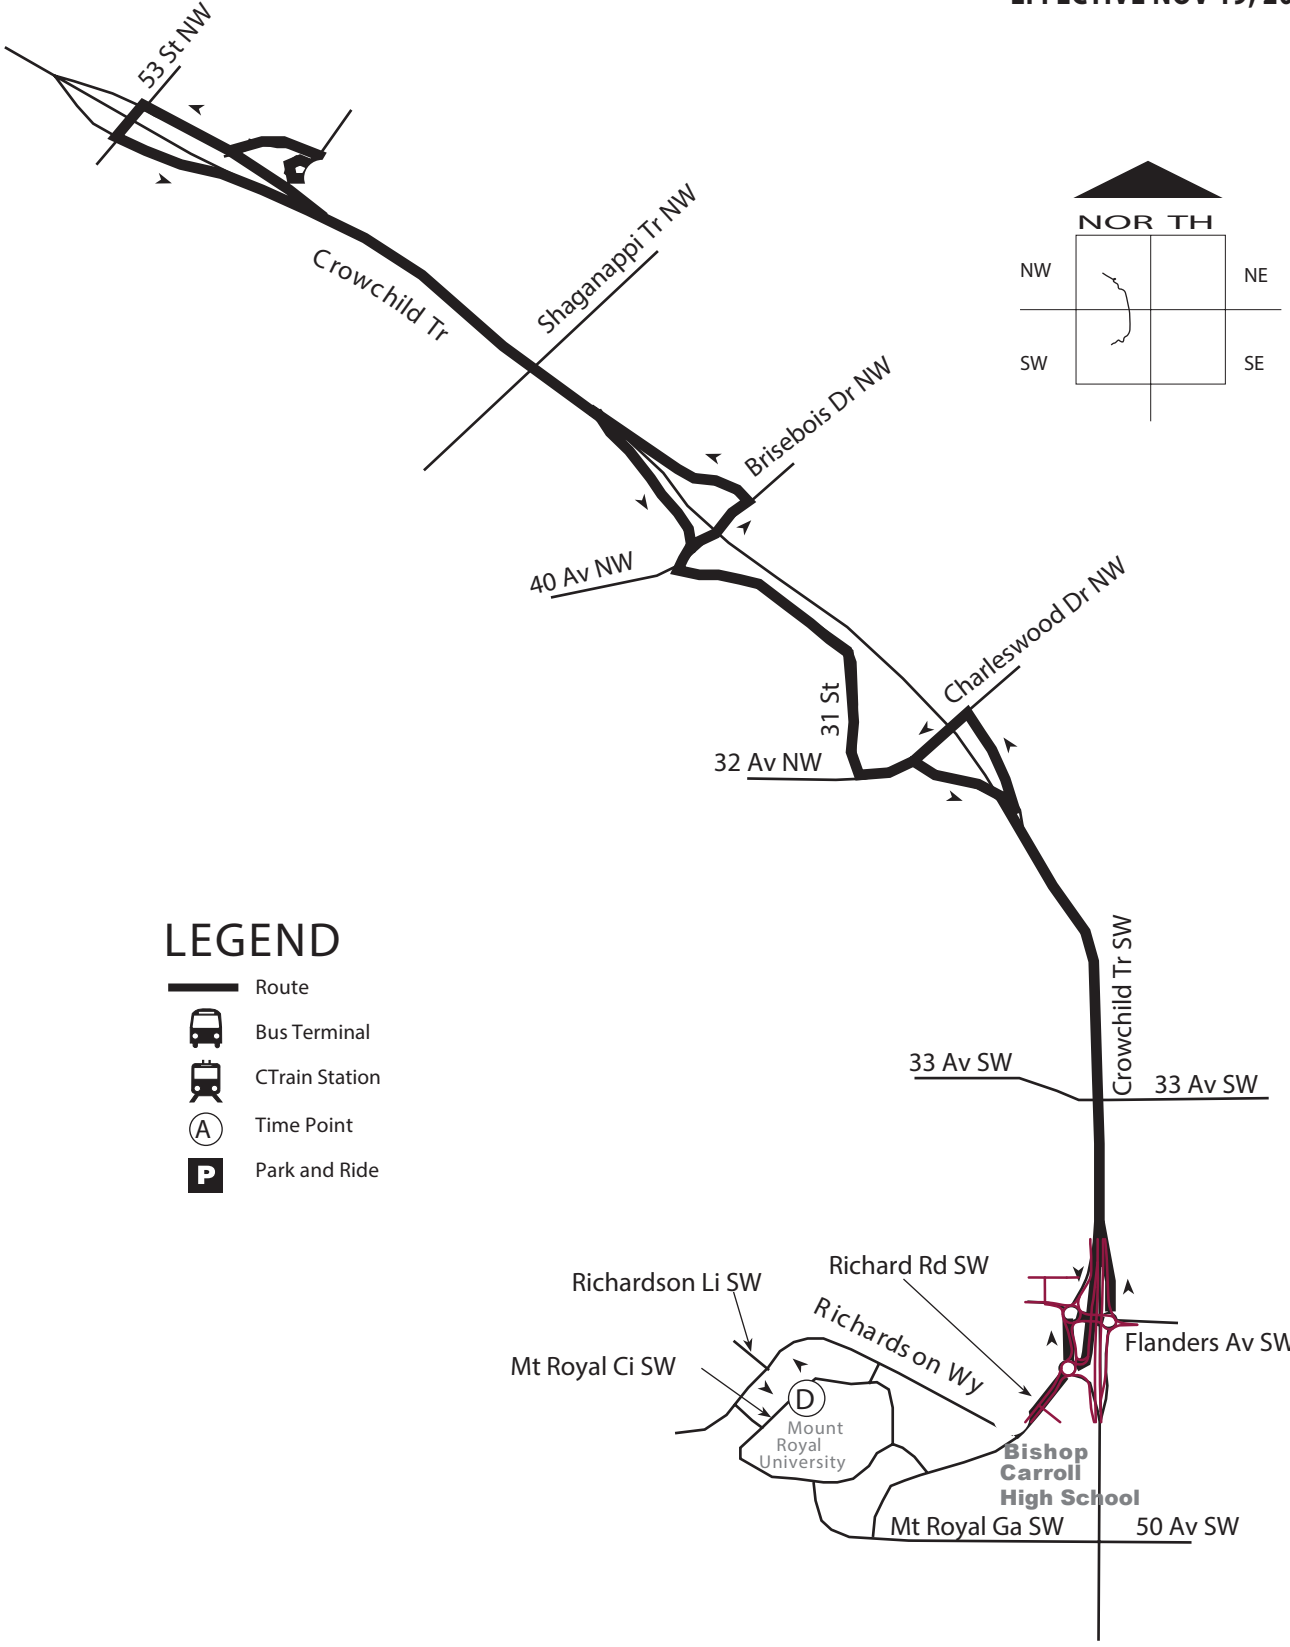 53 St NW
Crowchild Tr
Shaganappi Tr NW
NOR TH
NW
NE
SW
SE
Brisebois Dr NW
40 Av NW
Charleswood Dr NW
31 St
32 Av NW
LEGEND
Route
Bus Terminal
CTrain Station
A
Time Point
P
Park and Ride
Crowchild Tr SW
33 Av SW
33 Av SW
Richardson Li SW
Richard Rd SW
Richardson Wy
Flanders Av SW
Mt Royal Ci SW
D
Mount
Royal
University
Bishop
Carroll
High School
Mt Royal Ga SW
50 Av SW